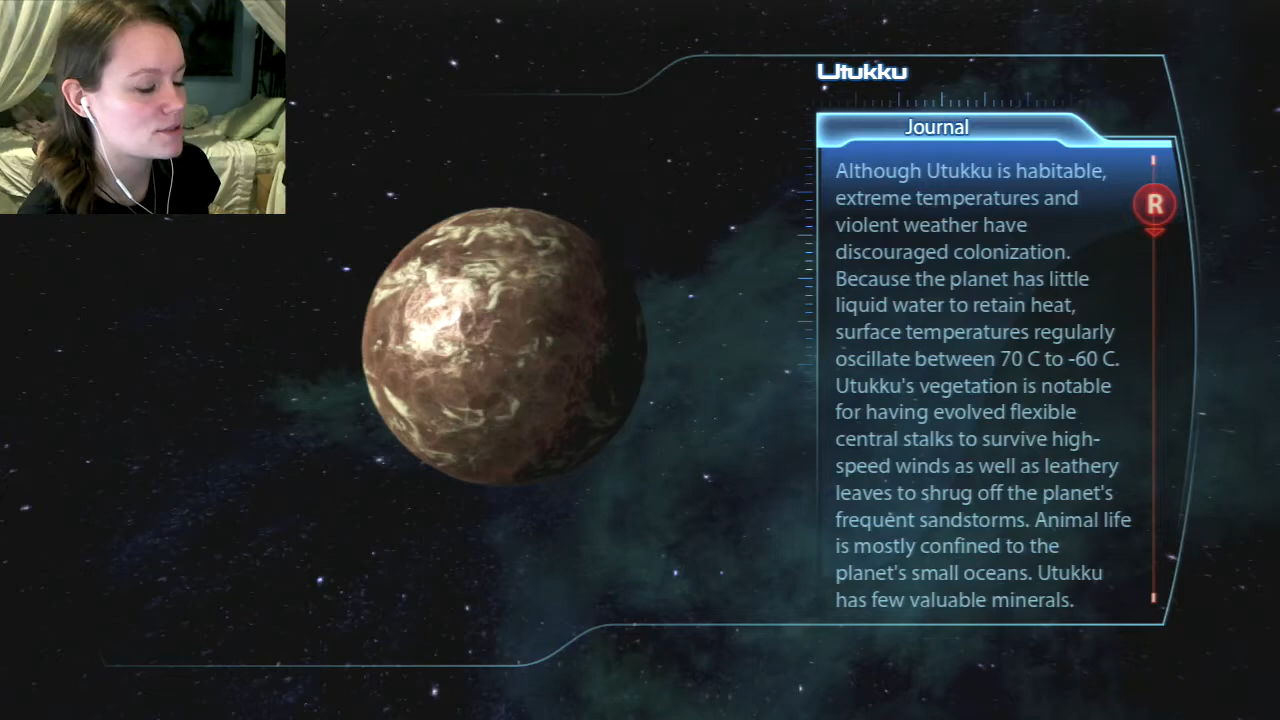 Utukku
Journal
Although Utukku is habitable,
extreme temperatures and
violent weather have
discouraged colonization.
Because the planet has little
liquid water to retain heat,
surface temperatures regularly
oscillate between 70 C to -60 C.
Utukku's vegetation is notable
for having evolved flexible
central stalks to survive high-
speed winds as well as leathery
leaves to shrug off the planet's
frequent sandstorms. Animal life
is mostly confined to the
planet's small oceans. Utukku
has few valuable minerals.
R